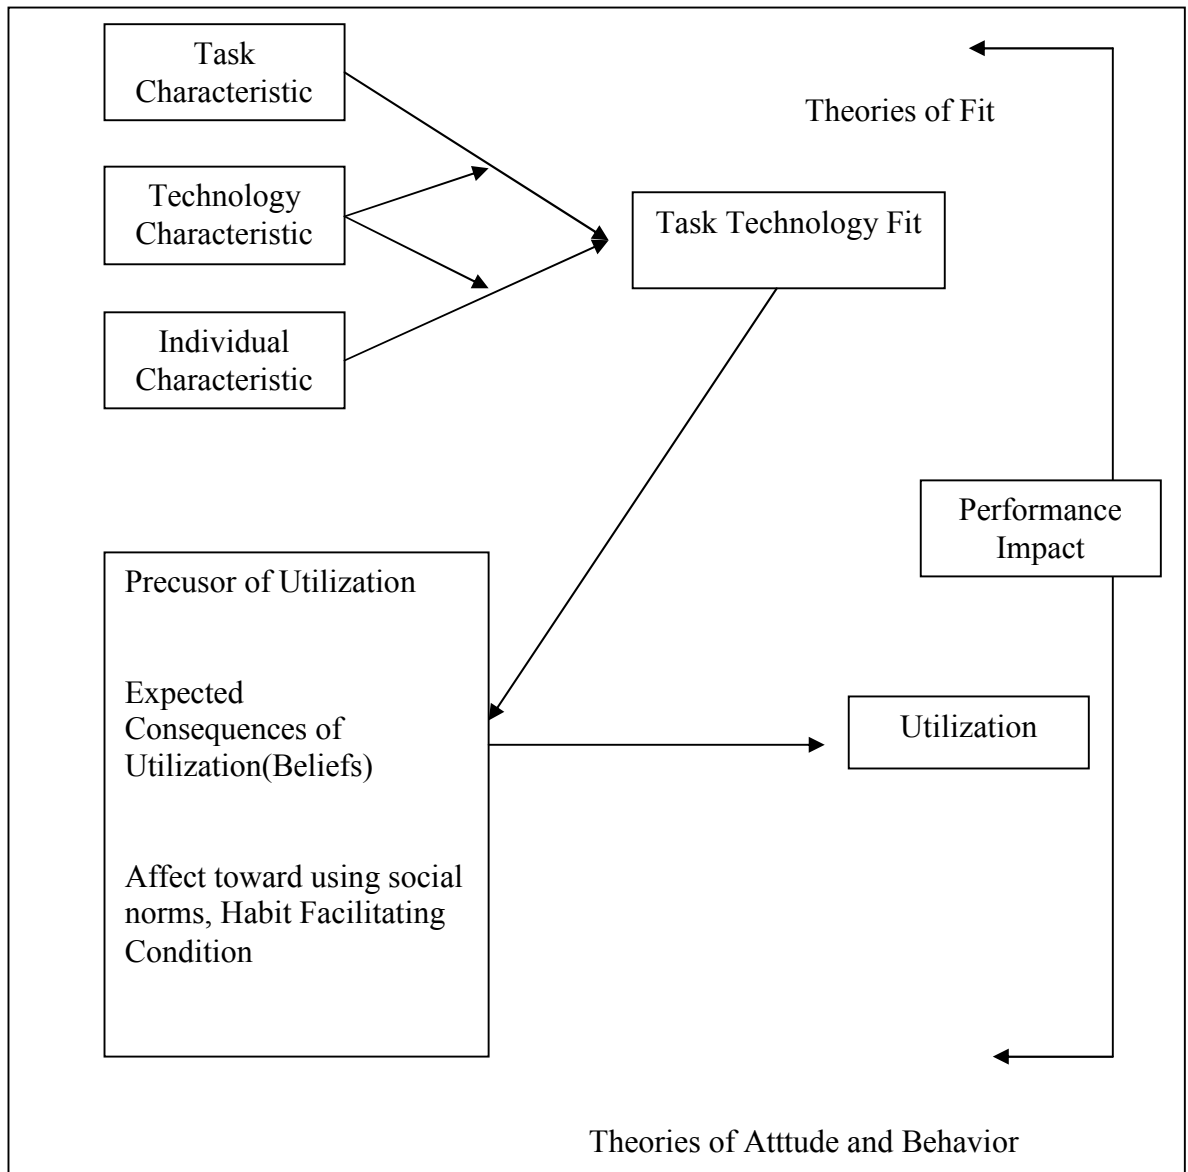 Task
Characteristic
Theories of Fit
Technology
Characteristic
Task Technology Fit
Individual
Characteristic
Performance
Impact
Precusor of Utilization
Expected
Consequences of
Utilization(Beliefs)
Utilization
Affect toward using social
norms, Habit Facilitating
Condition
Theories of Atttude and Behavior